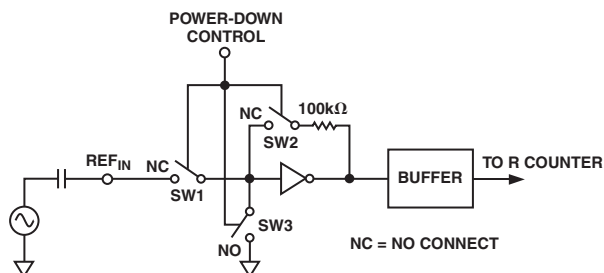 POWER-DOWN
CONTROL
NC
100kΩ
SW2
REFIN
NC
SW1
BUFFER
TO R COUNTER
SW3
NO
NC = NO CONNECT